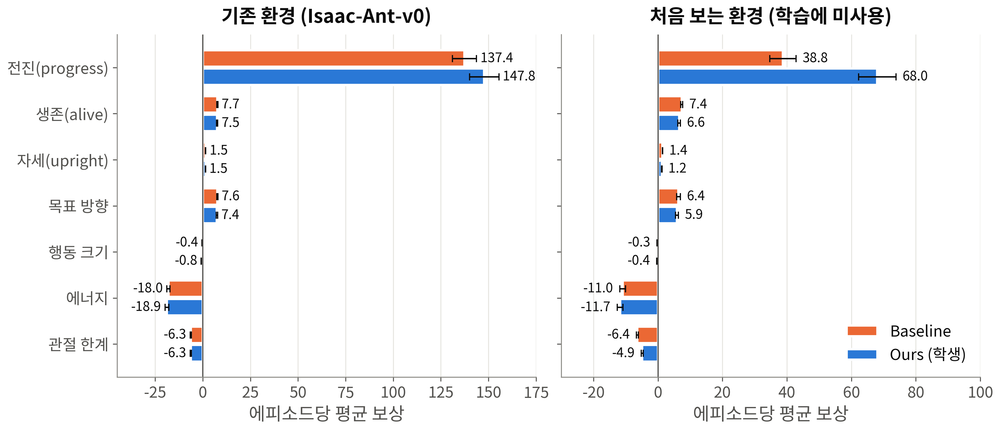 기존 환경 (Isaac-Ant-v0)
처음 보는 환경 (학습에 미사용)
전진(progress)
137.4
147.8
38.8
68.0
생존(alive)
7.7
7.5
7.4
6.6
자세(upright)
1.5
1.5
1.4
1.2
목표 방향
7.6
7.4
6.4
5.9
행동 크기
-0.4
-0.8
-0.3
-0.4
에너지
-18.0
-18.9
-11.0
-11.7
관절 한계
-6.3
-6.3
-6.4
-4.9
Baseline
Ours (학생)
-25 0 25 50 75 100 125 150 175
-20 0 20 40 60 80 100
에피소드당 평균 보상
에피소드당 평균 보상